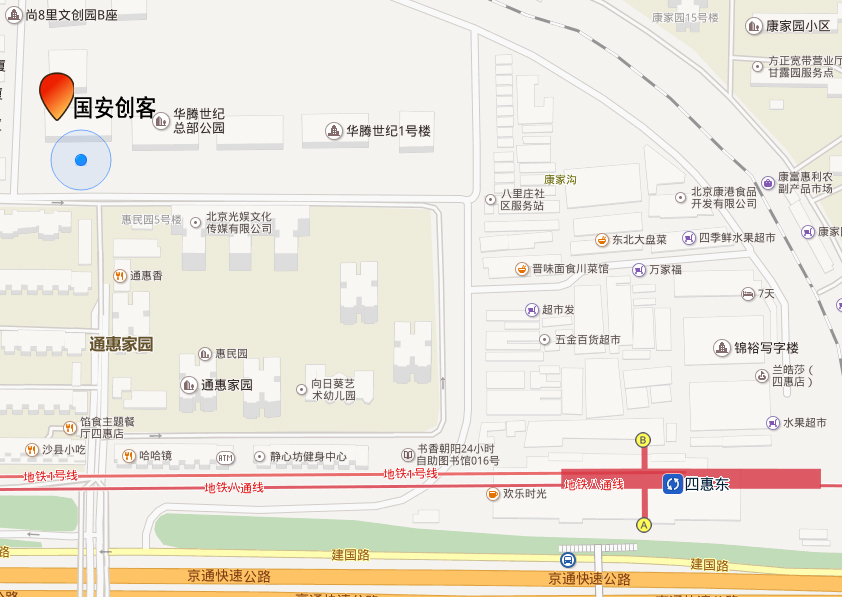 尚8里文创园B座
康家园15号楼
康家园小区
方正宽带营业厅
甘露园服务点
国安创客
华腾世纪
总部公园
华腾世纪1号楼
康家沟
八里庄社
区服务站
北京康港食品
开发有限公司
康富惠利农
副产品市场
惠民园5号楼
北京光娱文化
传媒有限公司
东北大盘菜
四季鲜水果超市
康家
通惠香
晋味面食川菜馆
万家福
7天
超市发
五金百货超市
通惠家园
惠民园
锦裕写字楼
通惠家园
向日葵艺
术幼儿园
兰皓莎（
四惠店）
馅食主题餐
厅四惠店
水果超市
B
沙县小吃
哈哈镜
ATM
静心坊健身中心
书香朝阳24小时
自助图书馆016号
地铁1号线
地铁1号线
地铁八通线
地铁八通线
四惠东
欢乐时光
A
路
建国路
建国路
京通快速公路
京通快速公路